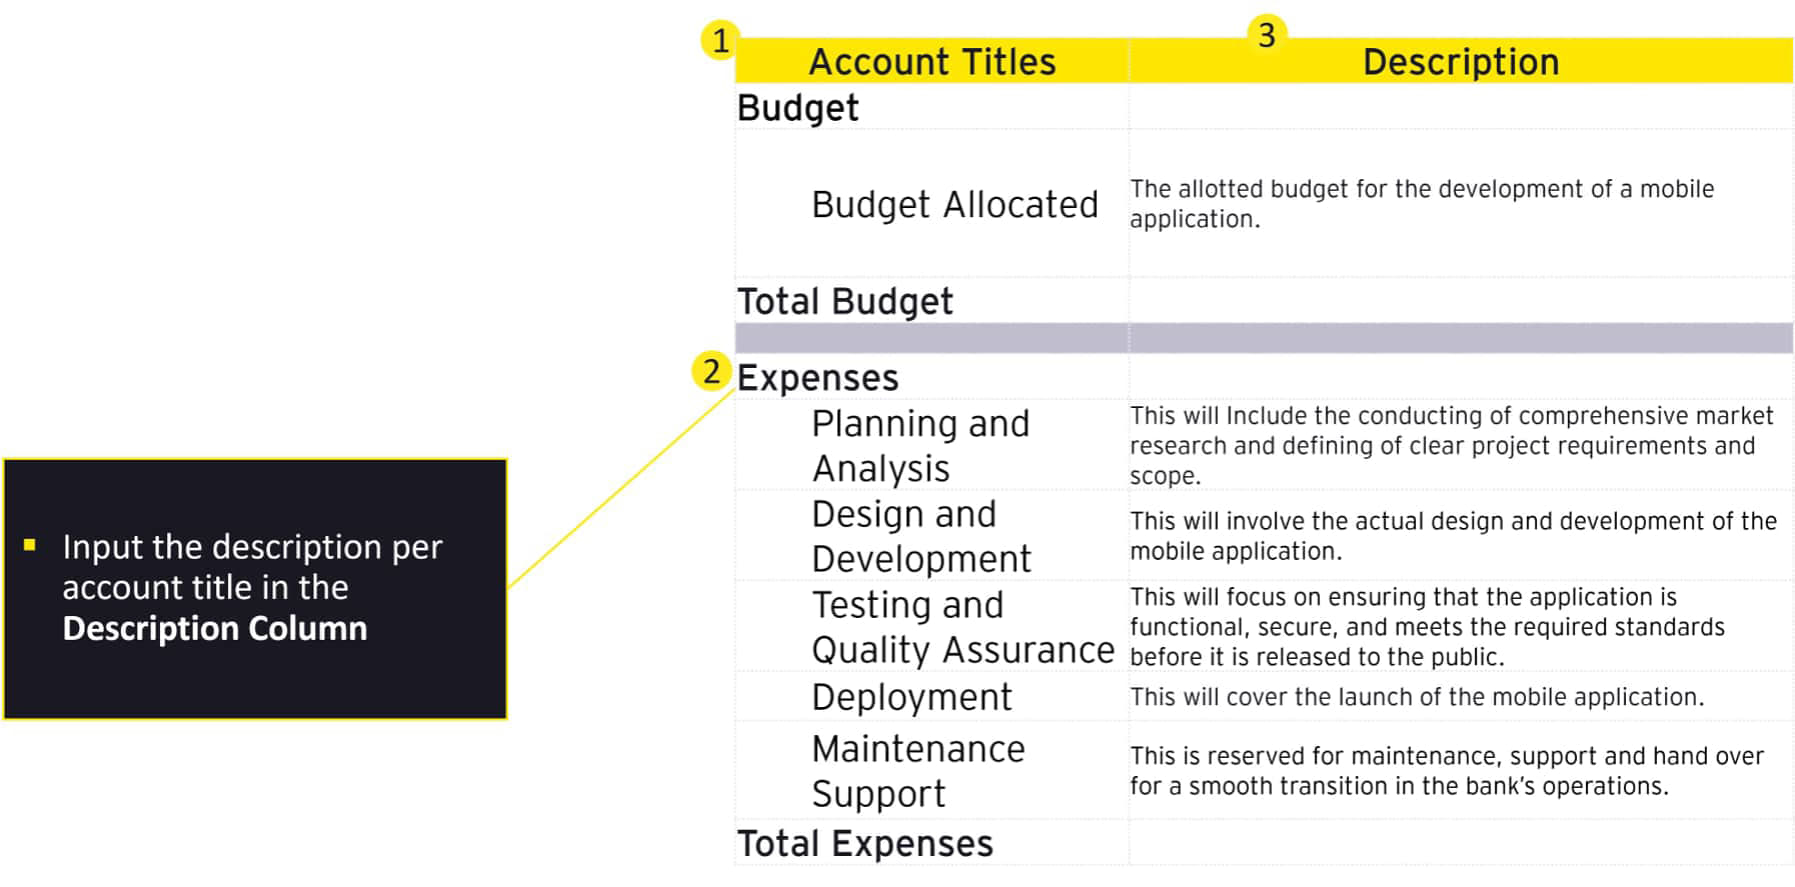 1
3
Account Titles
Description
Budget
Budget Allocated
The allotted budget for the development of a mobile
application.
Total Budget
2
Expenses
Planning and
Analysis
This will Include the conducting of comprehensive market
research and defining of clear project requirements and
scope.
Design and
Development
This will involve the actual design and development of the
mobile application.
Testing and
Quality Assurance
This will focus on ensuring that the application is
functional, secure, and meets the required standards
before it is released to the public.
Deployment
This will cover the launch of the mobile application.
Maintenance
Support
This is reserved for maintenance, support and hand over
for a smooth transition in the bank's operations.
Total Expenses
▪ Input the description per
account title in the
Description Column